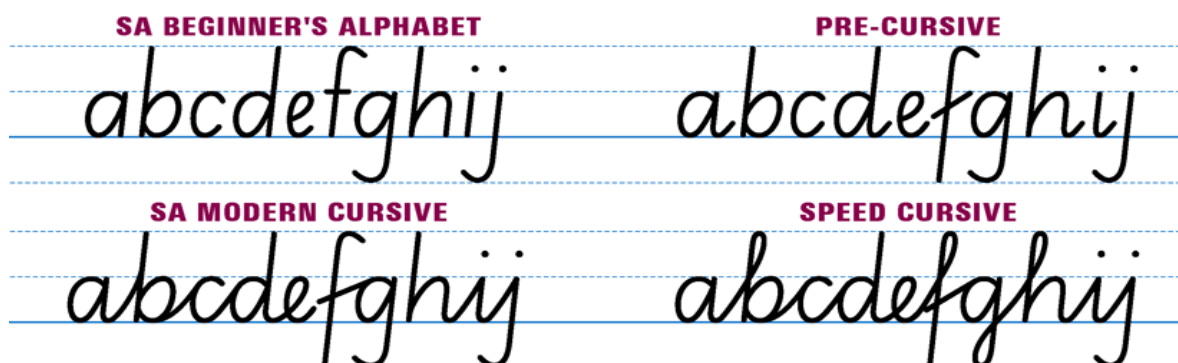 SA BEGINNER'S ALPHABET
abcdefghij
PRE-CURSIVE
abcdefghij
SA MODERN CURSIVE
abcdefghij
SPEED CURSIVE
abcdefghij